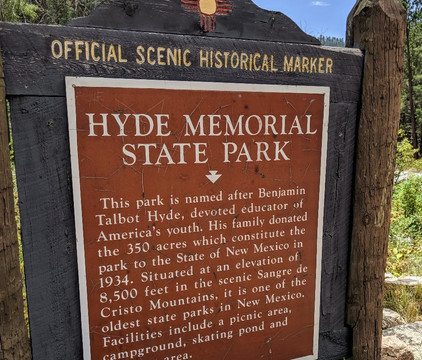 OFFICIAL SCENIC HISTORICAL MARKER
HYDE MEMORIAL
STATE PARK
This park is named after Benjamin
Talbot Hyde, devoted educator of
America's youth. His family donated
the 350 acres which constitute the
park to the State of New Mexico in
1934. Situated at an elevation of
8,500 feet in the scenic Sangre de
Cristo Mountains, it is one of the
oldest state parks in New Mexico.
Facilities include a picnic area,
campground, skating pond and
area.